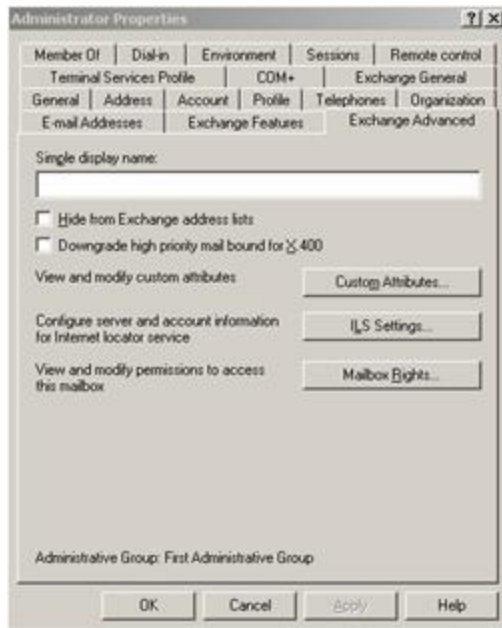 Administrator Properties
Member Of Dial-in Environment Sessions Remote control
Terminal Services Profile COM+ Exchange General
General Address Account Profile Telephones Organization
E-mail Addresses Exchange Features Exchange Advanced
Simple display name:
Hide from Exchange address lists
Downgrade high priority mail bound for X.400
View and modify custom attributes Custom Attributes...
Configure server and account information
for Internet locator service ILS Settings...
View and modify permissions to access
this mailbox Mailbox Rights...
Administrative Group: First Administrative Group
OK Cancel Apply Help